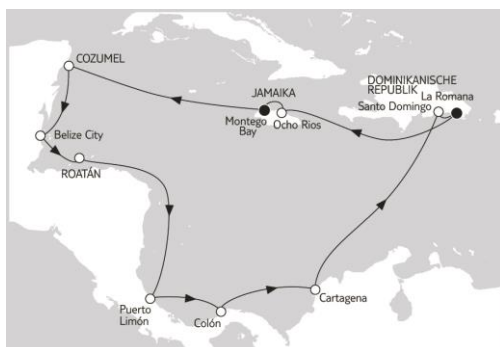 COZUMEL
JAMAIKA
Montego
Bay
Ocho Rios
DOMINIKANISCHE
REPUBLIK
La Romana
Santo Domingo
Belize City
ROATÁN
Puerto
Limón
Colón
Cartagena